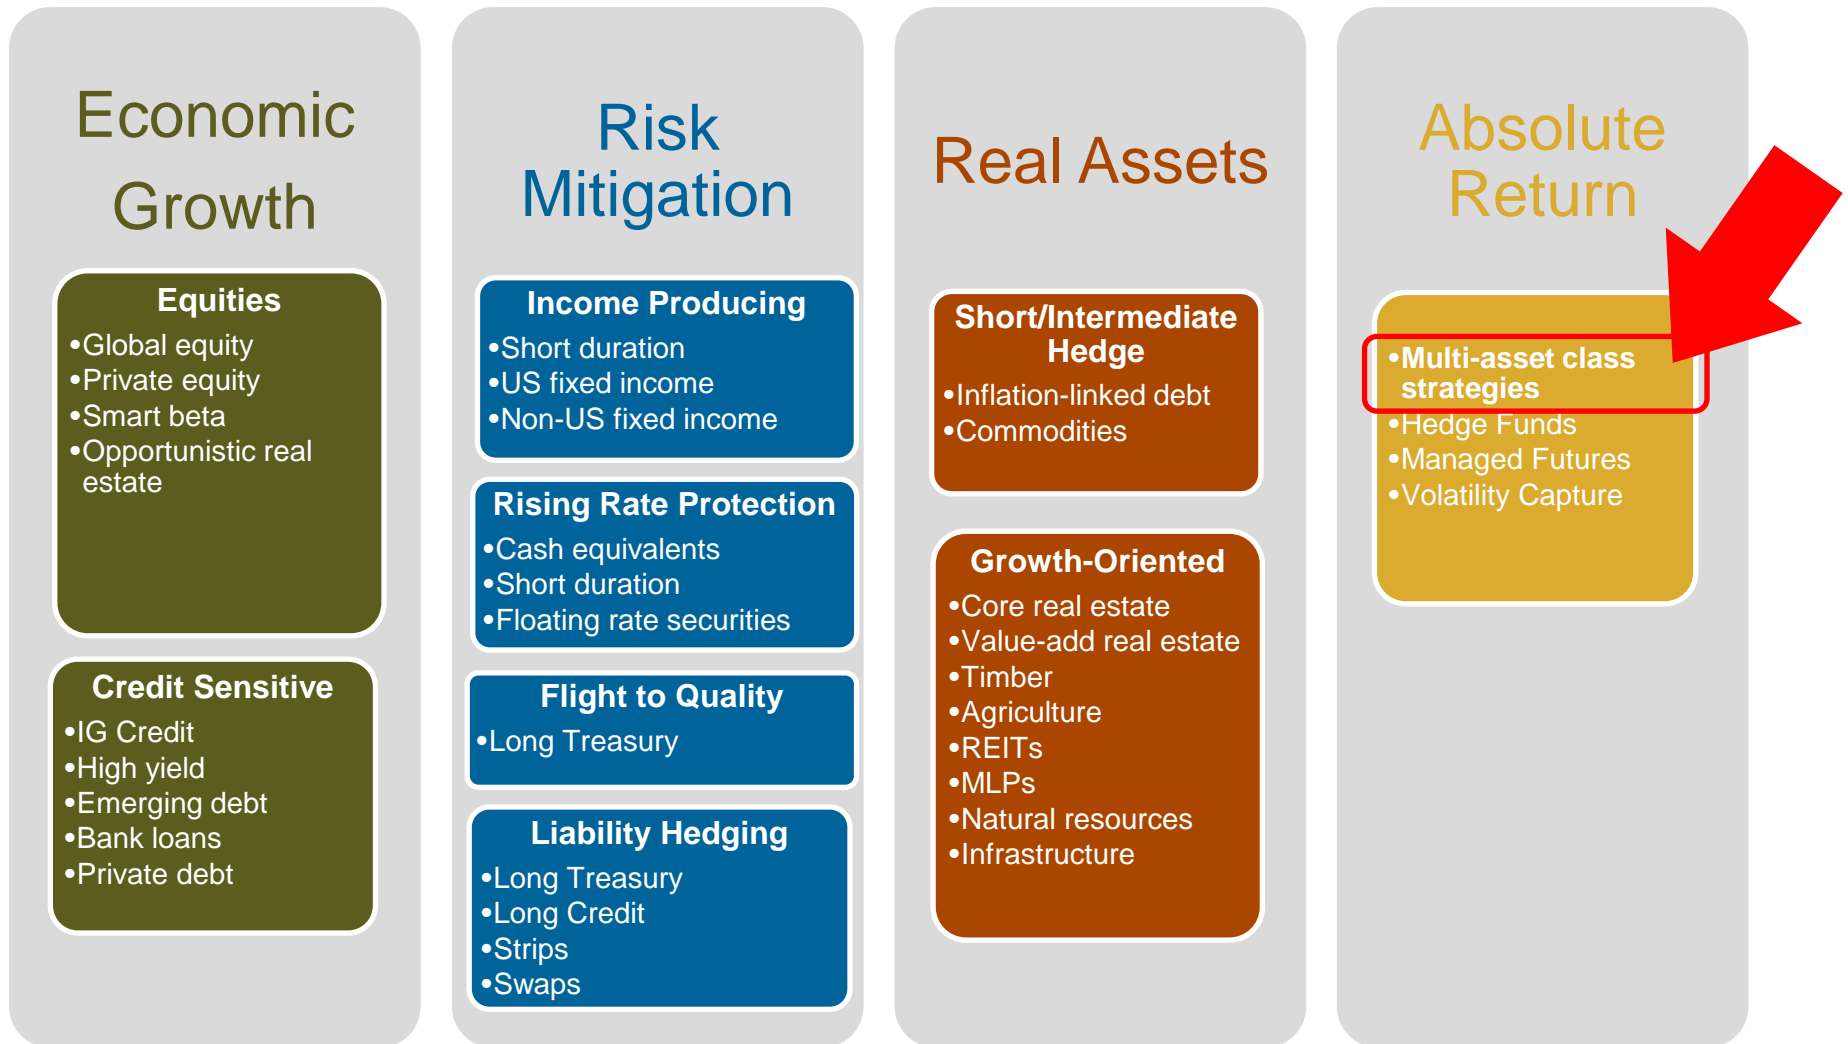 Economic
Growth
Equities
•Global equity
•Private equity
•Smart beta
•Opportunistic real
estate
Credit Sensitive
•IG Credit
•High yield
•Emerging debt
•Bank loans
•Private debt
Risk
Mitigation
Income Producing
•Short duration
•US fixed income
•Non-US fixed income
Rising Rate Protection
•Cash equivalents
•Short duration
•Floating rate securities
Flight to Quality
•Long Treasury
Liability Hedging
•Long Treasury
•Long Credit
•Strips
•Swaps
Real Assets
Short/Intermediate
Hedge
•Inflation-linked debt
•Commodities
Growth-Oriented
•Core real estate
•Value-add real estate
•Timber
•Agriculture
•REITs
•MLPs
•Natural resources
•Infrastructure
Absolute
Return
•Multi-asset class
strategies
•Hedge Funds
•Managed Futures
•Volatility Capture